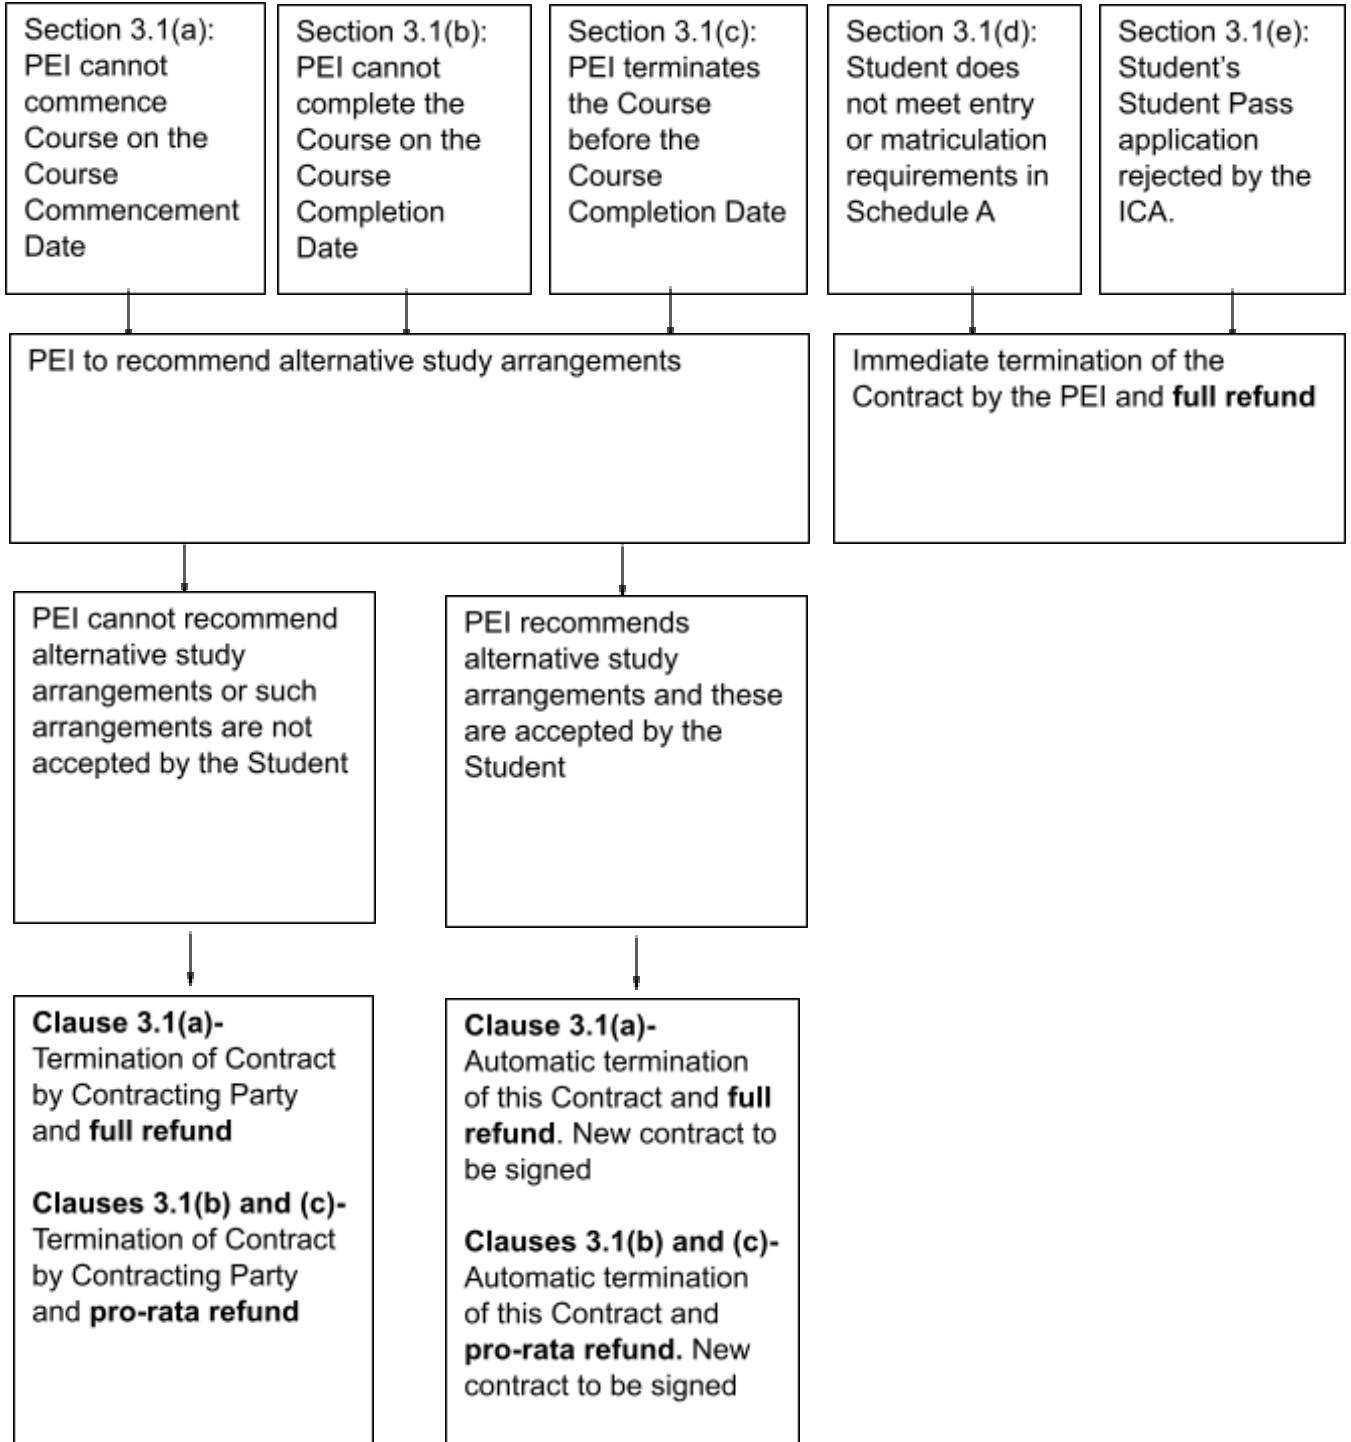 Section 3.1(a):
PEI cannot
commence
Course on the
Course
Commencement
Date
Section 3.1(b):
PEI cannot
complete the
Course on the
Course
Completion
Date
Section 3.1(c):
PEI terminates
the Course
before the
Course
Completion Date
Section 3.1(d):
Student does
not meet entry
or matriculation
requirements in
Schedule A
Section 3.1(e):
Student’s
Student Pass
application
rejected by the
ICA.
PEI to recommend alternative study arrangements
Immediate termination of the
Contract by the PEI and full refund
PEI cannot recommend
alternative study
arrangements or such
arrangements are not
accepted by the Student
PEI recommends
alternative study
arrangements and these
are accepted by the
Student
Clause 3.1(a)-
Termination of Contract
by Contracting Party
and full refund
Clauses 3.1(b) and (c)-
Termination of Contract
by Contracting Party
and pro-rata refund
Clause 3.1(a)-
Automatic termination
of this Contract and full
refund. New contract to
be signed
Clauses 3.1(b) and (c)-
Automatic termination
of this Contract and
pro-rata refund. New
contract to be signed